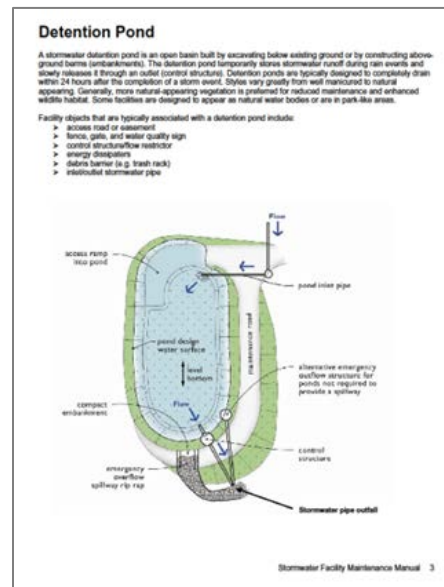 Detention Pond
A stormwater detention pond is an open basin built by excavating below existing ground or by constructing above-
ground berms (embankments). The detention pond temporarily stores stormwater runoff during rain events and
slowly releases it through an outlet (control structure). Detention ponds are typically designed to completely drain
within 24 hours after the completion of a storm event. Styles vary greatly from well manicured to natural
appearing. Generally, more natural-appearing vegetation is preferred for reduced maintenance and enhanced
wildlife habitat. Some facilities are designed to appear as natural water bodies or are in park-like areas.
Facility objects that are typically associated with a detention pond include:
➤ access road or easement
➤ fence, gate, and water quality sign
➤ control structure/flow restrictor
➤ energy dissipaters
➤ debris barrier (e.g. trash rack)
➤ inlet/outlet stormwater pipe
Flow
access ramp
into pond
pond inlet pipe
maintenance road
pond design
water surface
level
bottom
alternative emergency
outflow structure for
ponds not required to
provide a spillway
compact
embankment
Flow
control
structure
emergency
overflow
spillway rip rap
Stormwater pipe outfall
Stormwater Facility Maintenance Manual 3